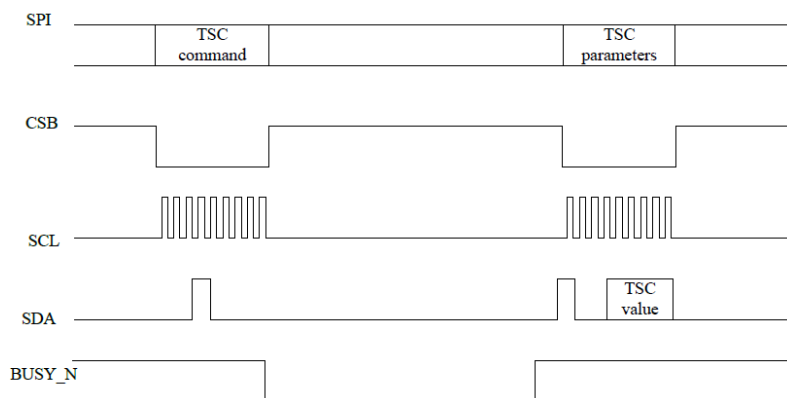 SPI
TSC
command
TSC
parameters
CSB
SCL
SDA
TSC
value
BUSY_N